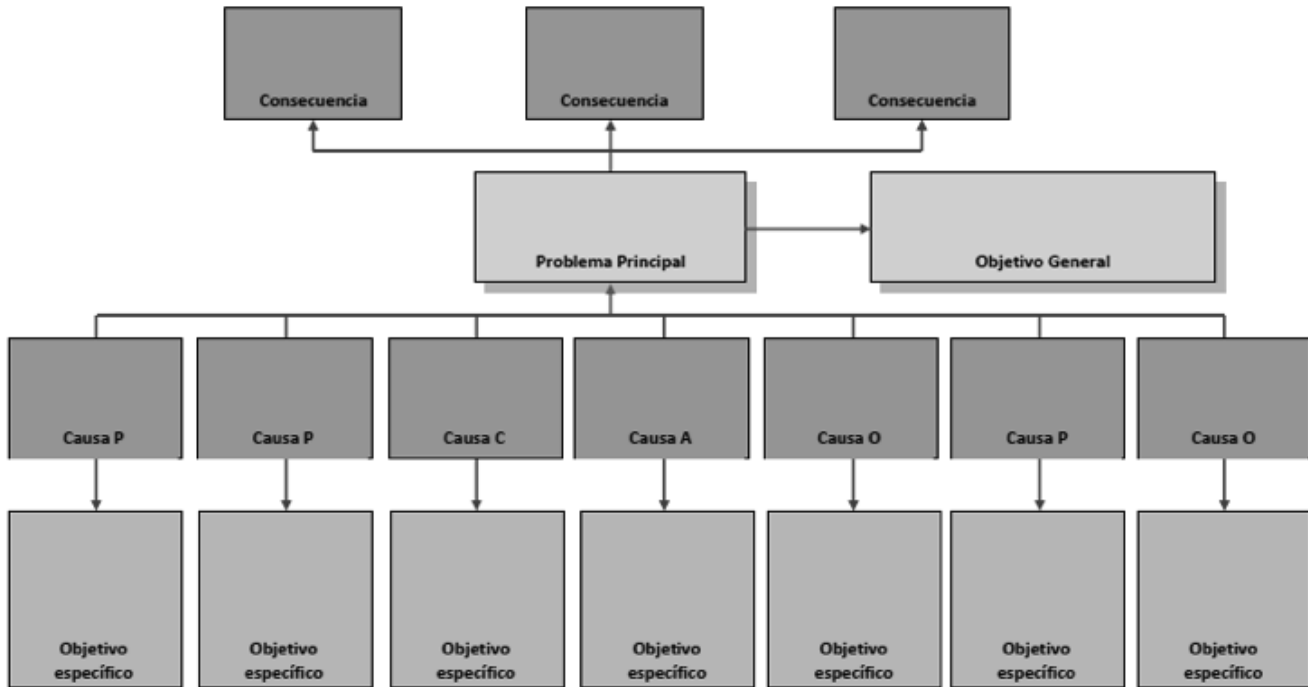 Consecuencia
Consecuencia
Consecuencia
Problema Principal
Objetivo General
Causa P
Causa P
Causa C
Causa A
Causa O
Causa P
Causa O
Objetivo
específico
Objetivo
específico
Objetivo
específico
Objetivo
específico
Objetivo
específico
Objetivo
específico
Objetivo
específico